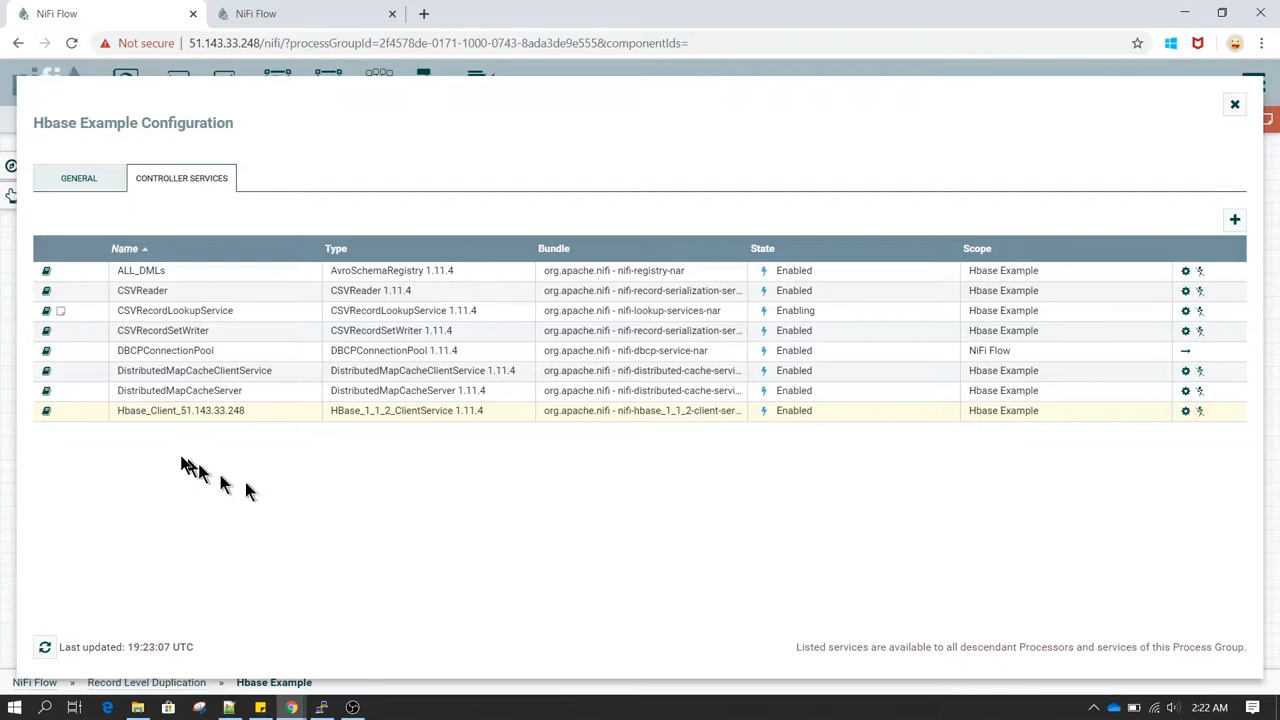 NiFi Flow
NiFi Flow
Not secure 51.143.33.248/nifi/?processGroupId=2f4578de-0171-1000-0743-8ada3de9e555&componentIds=
Hbase Example Configuration
GENERAL CONTROLLER SERVICES
Name Type Bundle State Scope
ALL_DMLs AvroSchemaRegistry 1.11.4 org.apache.nifi - nifi-registry-nar Enabled Hbase Example
CSVReader CSVReader 1.11.4 org.apache.nifi - nifi-record-serialization-ser... Enabled Hbase Example
CSVRecordLookupService CSVRecordLookupService 1.11.4 org.apache.nifi - nifi-lookup-services-nar Enabling Hbase Example
CSVRecordSetWriter CSVRecordSetWriter 1.11.4 org.apache.nifi - nifi-record-serialization-ser... Enabled Hbase Example
DBCPConnectionPool DBCPConnectionPool 1.11.4 org.apache.nifi - nifi-dbcp-service-nar Enabled NiFi Flow
DistributedMapCacheClientService DistributedMapCacheClientService 1.11.4 org.apache.nifi - nifi-distributed-cache-servi... Enabled Hbase Example
DistributedMapCacheServer DistributedMapCacheServer 1.11.4 org.apache.nifi - nifi-distributed-cache-servi... Enabled Hbase Example
Hbase_Client_51.143.33.248 HBase_1_1_2_ClientService 1.11.4 org.apache.nifi - nifi-hbase_1_1_2-client-ser... Enabled Hbase Example
Last updated: 19:23:07 UTC
Listed services are available to all descendant Processors and services of this Process Group.
NiFi Flow » Record Level Duplication » Hbase Example
2:22 AM